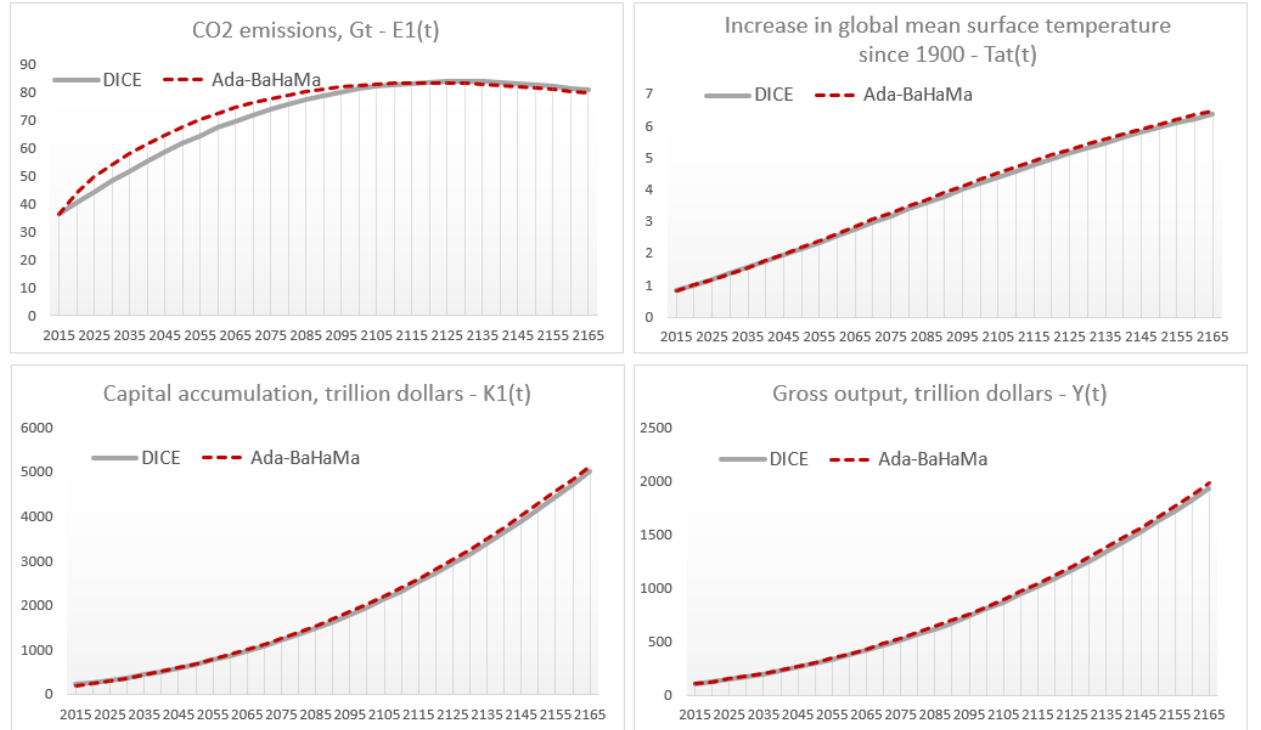 CO2 emissions, Gt - E1(t)
DICE Ada-BaHaMa
90
80
70
60
50
40
30
20
10
0
2015 2025 2035 2045 2055 2065 2075 2085 2095 2105 2115 2125 2135 2145 2155 2165
Increase in global mean surface temperature
since 1900 - Tat(t)
DICE Ada-BaHaMa
7
6
5
4
3
2
1
0
2015 2025 2035 2045 2055 2065 2075 2085 2095 2105 2115 2125 2135 2145 2155 2165
Capital accumulation, trillion dollars - K1(t)
6000
DICE Ada-BaHaMa
5000
4000
3000
2000
1000
0
2015 2025 2035 2045 2055 2065 2075 2085 2095 2105 2115 2125 2135 2145 2155 2165
Gross output, trillion dollars - Y(t)
2500
DICE Ada-BaHaMa
2000
1500
1000
500
0
2015 2025 2035 2045 2055 2065 2075 2085 2095 2105 2115 2125 2135 2145 2155 2165